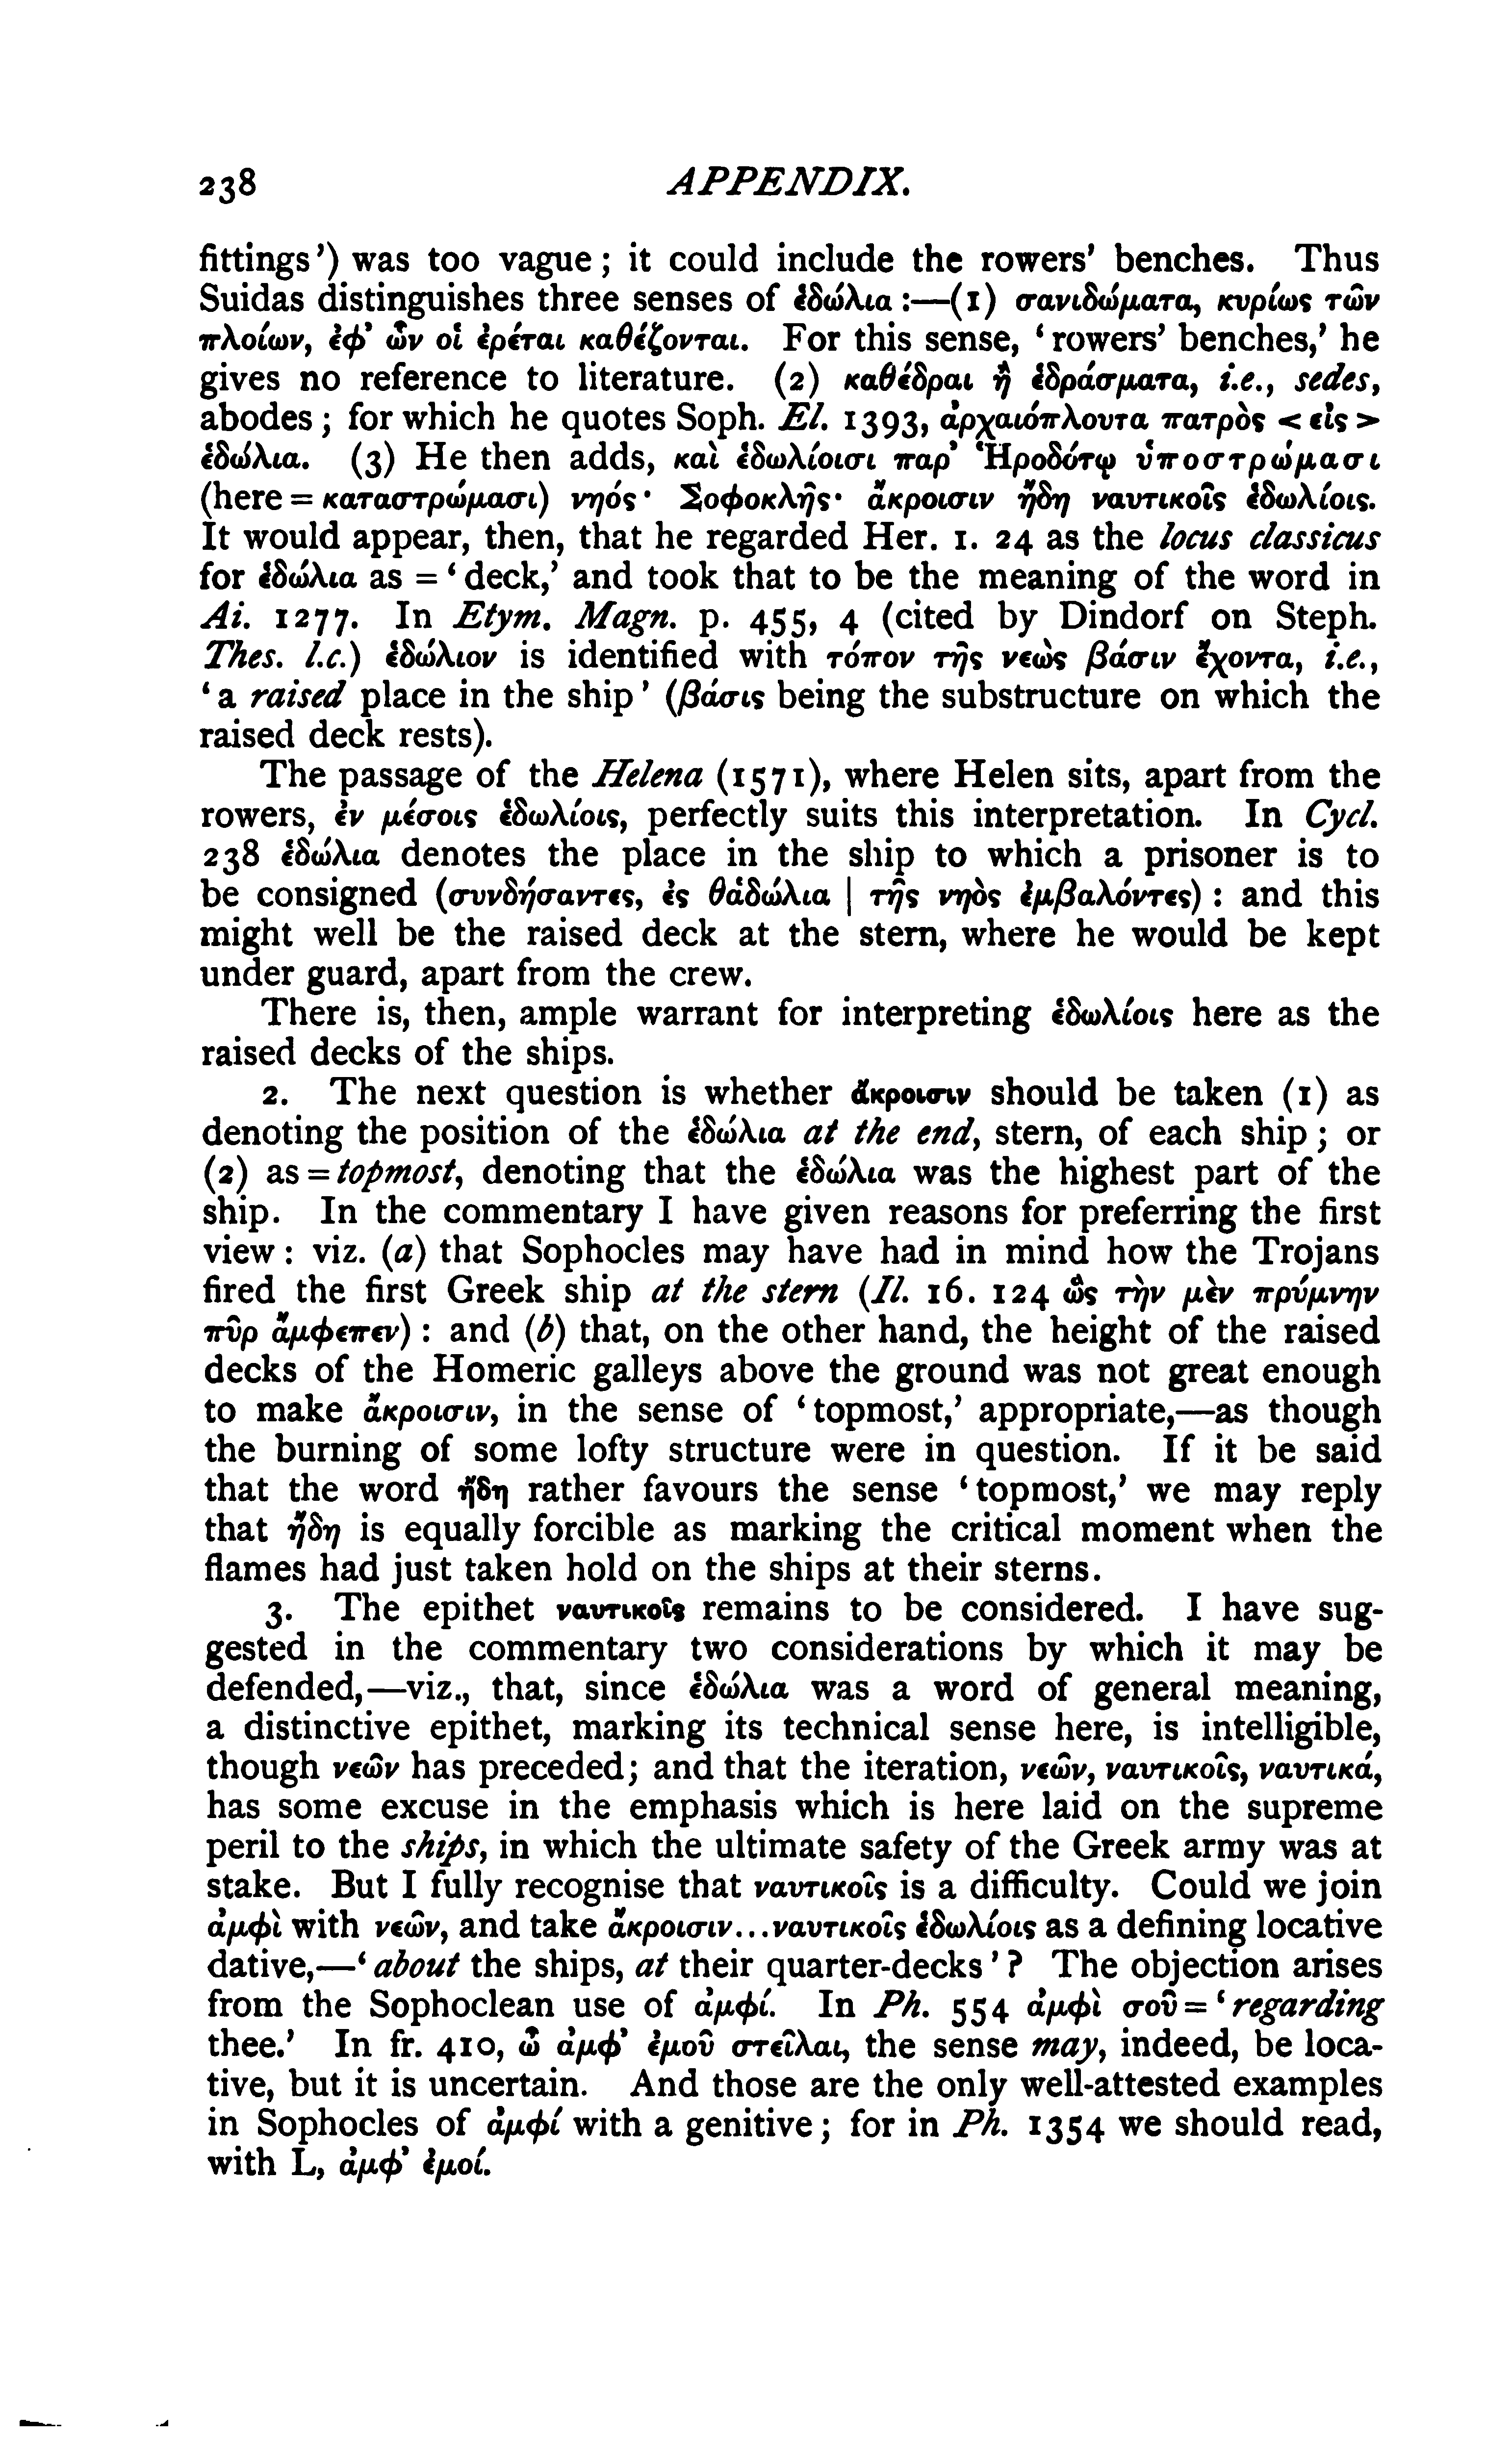 238 APPENDIX.
fittings') was too vague; it could include the rowers' benches. Thus
Suidas distinguishes three senses of ἑδώλια:—(1) σανιδώματα, κυρίως τῶν
πλοίων, ἐφ' ὧν οἱ ἐρέται καθέζονται. For this sense, 'rowers' benches,' he
gives no reference to literature. (2) καθέδραι ἢ ἑδράσματα, i.e., sedes,
abodes; for which he quotes Soph. El. 1393, ἀρχαιόπλουτα πατρὸς <εἰς>
ἑδώλια. (3) He then adds, καὶ ἑδωλίοισι παρ' Ἡροδότῳ ὑποστρώμασι
(here = καταστρώμασι) νηός· Σοφοκλῆς· ἄκροισιν ἤδη ναυτικοῖς ἑδωλίοις.
It would appear, then, that he regarded Her. 1. 24 as the locus classicus
for ἑδώλια as = 'deck,' and took that to be the meaning of the word in
Ai. 1277. In Etym. Magn. p. 455, 4 (cited by Dindorf on Steph.
Thes. l.c.) ἑδώλιον is identified with τόπον τῆς νεὼς βάσιν ἔχοντα, i.e.,
'a raised place in the ship' (βάσις being the substructure on which the
raised deck rests).
The passage of the Helena (1571), where Helen sits, apart from the
rowers, ἐν μέσοις ἑδωλίοις, perfectly suits this interpretation. In Cycl.
238 ἑδώλια denotes the place in the ship to which a prisoner is to
be consigned (συνδήσαντες, ἐς θἀδώλια | τῆς νηὸς ἐμβαλόντες): and this
might well be the raised deck at the stern, where he would be kept
under guard, apart from the crew.
There is, then, ample warrant for interpreting ἑδωλίοις here as the
raised decks of the ships.
2. The next question is whether ἄκροισιν should be taken (1) as
denoting the position of the ἑδώλια at the end, stern, of each ship; or
(2) as = topmost, denoting that the ἑδώλια was the highest part of the
ship. In the commentary I have given reasons for preferring the first
view: viz. (a) that Sophocles may have had in mind how the Trojans
fired the first Greek ship at the stern (Il. 16. 124 ὣς τὴν μὲν πρύμνην
πῦρ ἄμφεπεν): and (b) that, on the other hand, the height of the raised
decks of the Homeric galleys above the ground was not great enough
to make ἄκροισιν, in the sense of 'topmost,' appropriate,—as though
the burning of some lofty structure were in question. If it be said
that the word ἤδη rather favours the sense 'topmost,' we may reply
that ἤδη is equally forcible as marking the critical moment when the
flames had just taken hold on the ships at their sterns.
3. The epithet ναυτικοῖς remains to be considered. I have sug-
gested in the commentary two considerations by which it may be
defended,—viz., that, since ἑδώλια was a word of general meaning,
a distinctive epithet, marking its technical sense here, is intelligible,
though νεῶν has preceded; and that the iteration, νεῶν, ναυτικοῖς, ναυτικά,
has some excuse in the emphasis which is here laid on the supreme
peril to the ships, in which the ultimate safety of the Greek army was at
stake. But I fully recognise that ναυτικοῖς is a difficulty. Could we join
ἀμφὶ with νεῶν, and take ἄκροισιν...ναυτικοῖς ἑδωλίοις as a defining locative
dative,—'about the ships, at their quarter-decks'? The objection arises
from the Sophoclean use of ἀμφί. In Ph. 554 ἀμφὶ σοῦ = 'regarding
thee.' In fr. 410, ὦ ἀμφ' ἐμοῦ στεῖλαι, the sense may, indeed, be loca-
tive, but it is uncertain. And those are the only well-attested examples
in Sophocles of ἀμφί with a genitive; for in Ph. 1354 we should read,
with L, ἀμφ' ἐμοί.